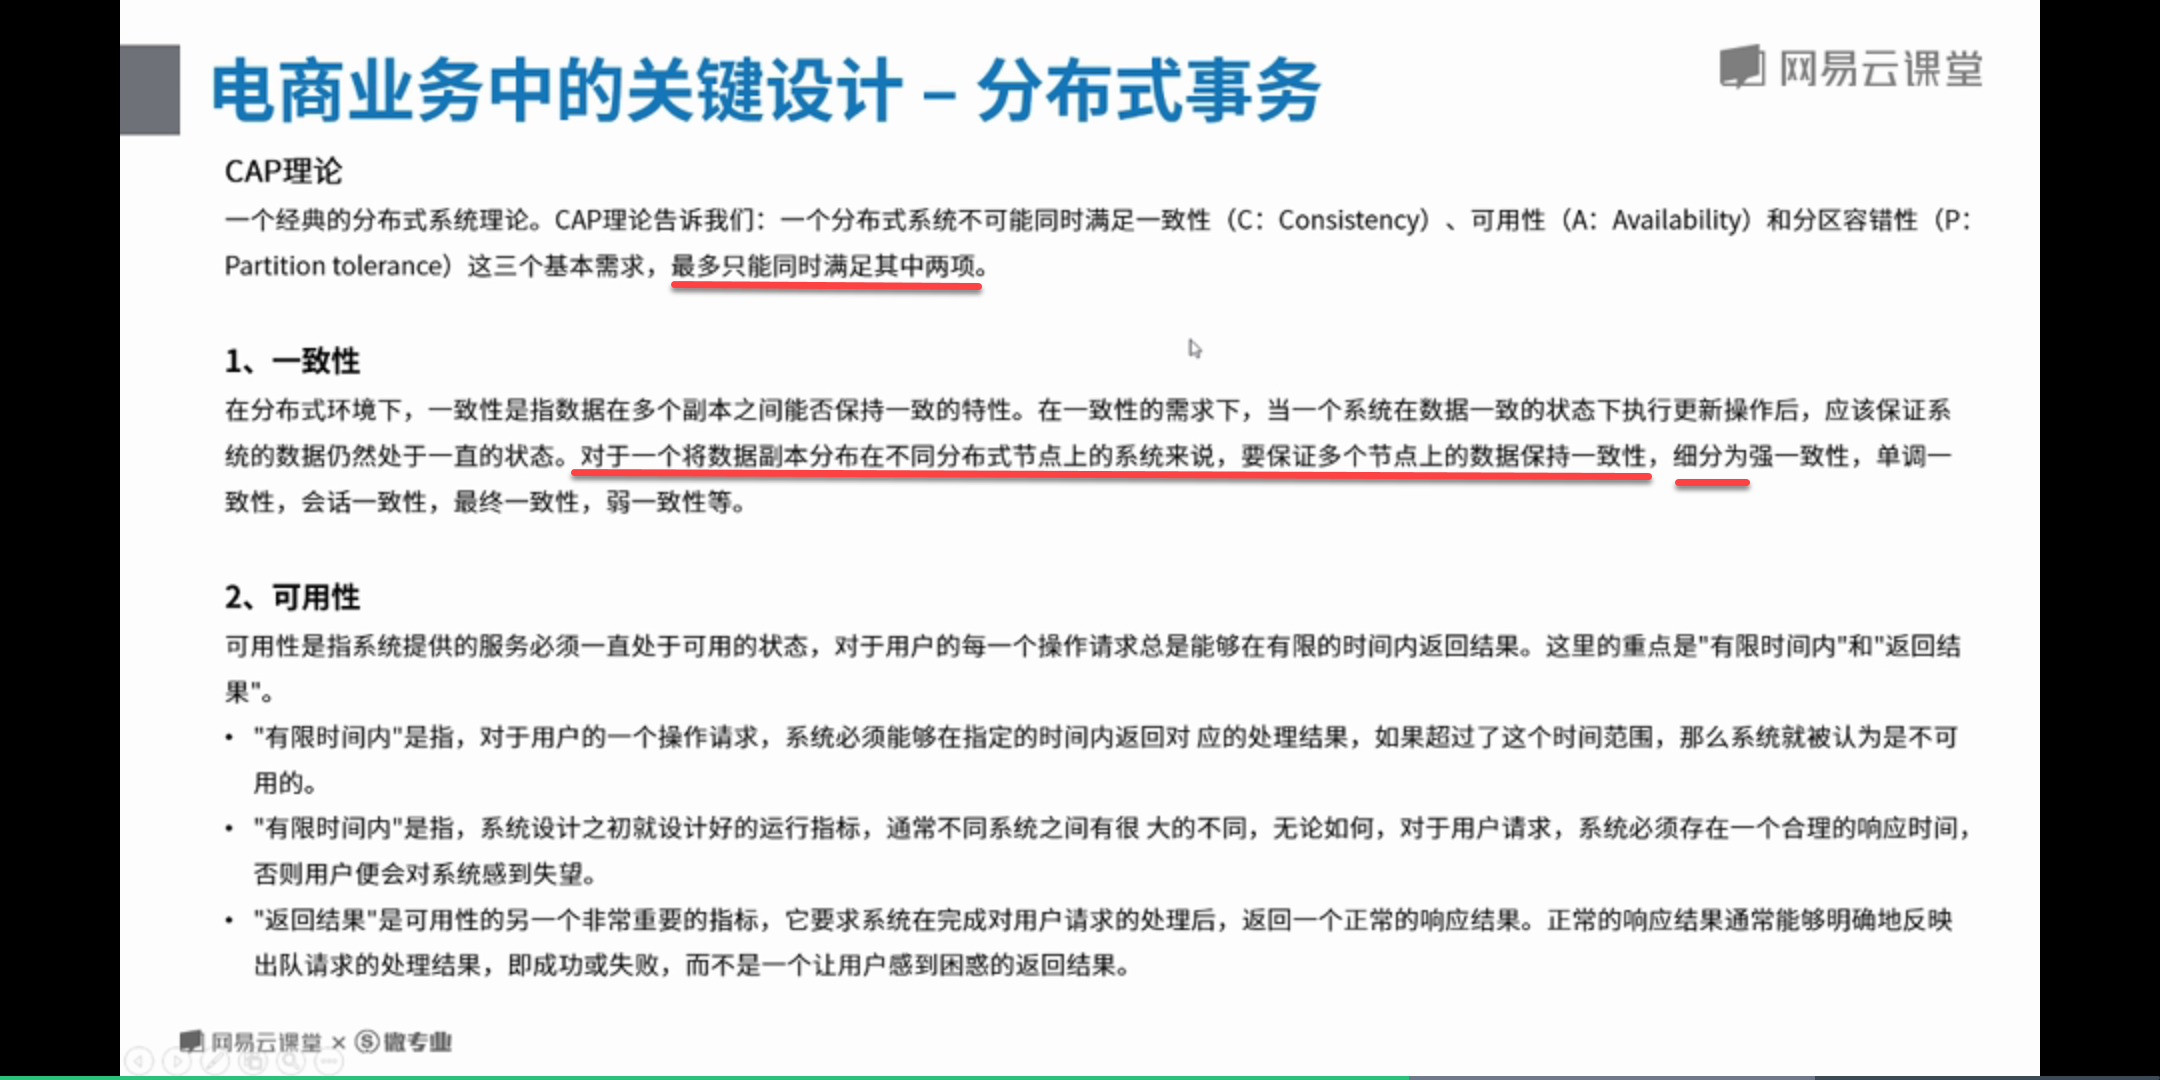 电商业务中的关键设计 – 分布式事务
网易云课堂
CAP理论
一个经典的分布式系统理论。CAP理论告诉我们：一个分布式系统不可能同时满足一致性（C：Consistency）、可用性（A：Availability）和分区容错性（P：
Partition tolerance）这三个基本需求，最多只能同时满足其中两项。
1、一致性
在分布式环境下，一致性是指数据在多个副本之间能否保持一致的特性。在一致性的需求下，当一个系统在数据一致的状态下执行更新操作后，应该保证系
统的数据仍然处于一直的状态。对于一个将数据副本分布在不同分布式节点上的系统来说，要保证多个节点上的数据保持一致性，细分为强一致性，单调一
致性，会话一致性，最终一致性，弱一致性等。
2、可用性
可用性是指系统提供的服务必须一直处于可用的状态，对于用户的每一个操作请求总是能够在有限的时间内返回结果。这里的重点是"有限时间内"和"返回结
果"。
• "有限时间内"是指，对于用户的一个操作请求，系统必须能够在指定的时间内返回对 应的处理结果，如果超过了这个时间范围，那么系统就被认为是不可
用的。
• "有限时间内"是指，系统设计之初就设计好的运行指标，通常不同系统之间有很 大的不同，无论如何，对于用户请求，系统必须存在一个合理的响应时间，
否则用户便会对系统感到失望。
• "返回结果"是可用性的另一个非常重要的指标，它要求系统在完成对用户请求的处理后，返回一个正常的响应结果。正常的响应结果通常能够明确地反映
出队请求的处理结果，即成功或失败，而不是一个让用户感到困惑的返回结果。
网易云课堂 × Ⓢ微专业